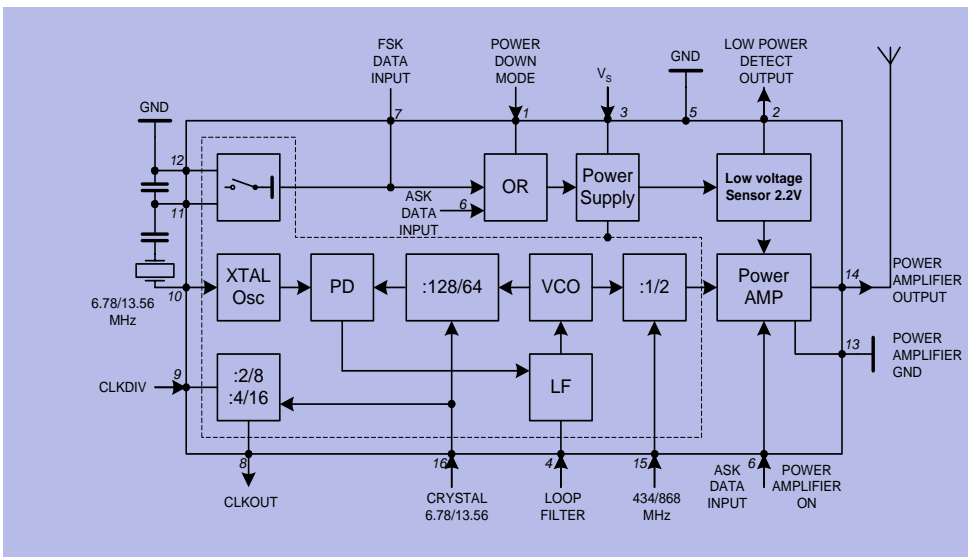 FSK
DATA
INPUT
POWER
DOWN
MODE
VS
GND
LOW POWER
DETECT
OUTPUT
GND
7
1
3
5
2
12
11
OR
Power
Supply
Low voltage
Sensor 2.2V
ASK
DATA
INPUT
6
XTAL
Osc
PD
:128/64
VCO
:1/2
Power
AMP
14
POWER
AMPLIFIER
OUTPUT
10
6.78/13.56
MHz
13
POWER
AMPLIFIER
GND
9
CLKDIV
:2/8
:4/16
LF
8
16
4
15
6
CLKOUT
CRYSTAL
6.78/13.56
LOOP
FILTER
434/868
MHz
ASK
DATA
INPUT
POWER
AMPLIFIER
ON